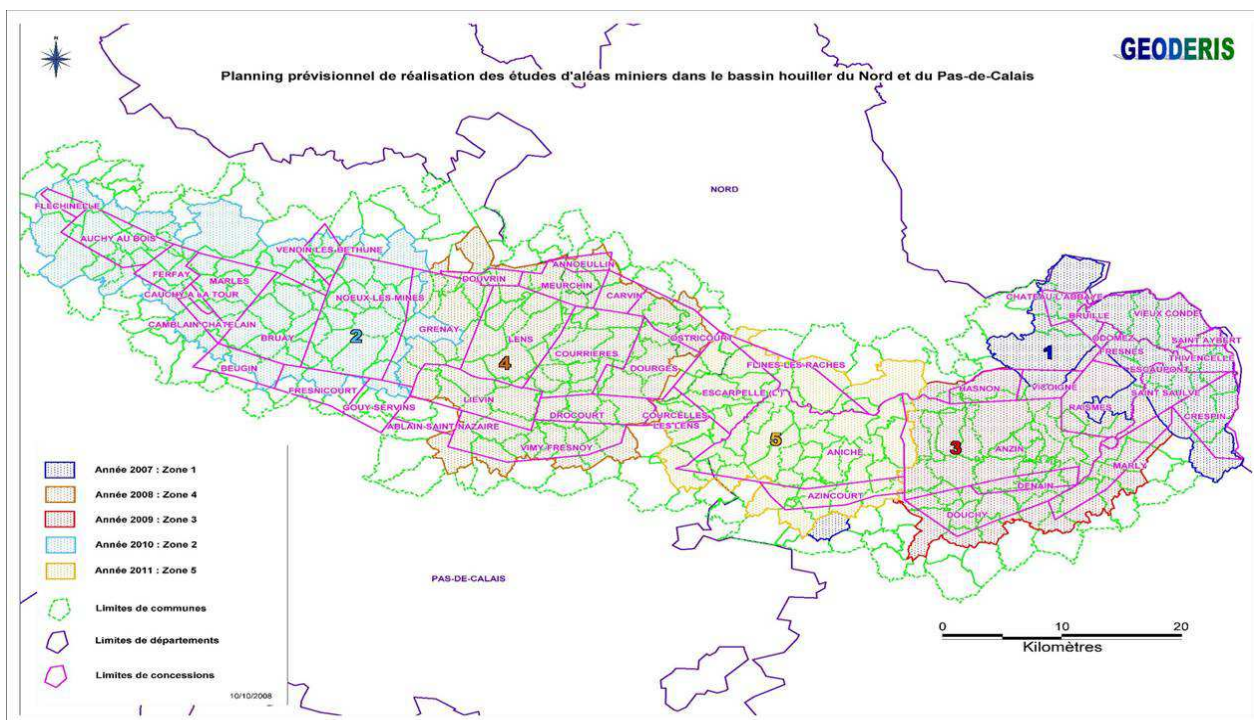 GEODERIS
Planning prévisionnel de réalisation des études d'aléas miniers dans le bassin houiller du Nord et du Pas-de-Calais
NORD
FLECHINELLE
AUCHY AU BOIS
FERFAY
MARLES
CAUCHY A LA TOUR
CAMBLAIN CHATELAIN
BRUAY
BEUGIN
FRESNICOURT
GOUY-SERVINS
VENDIN-LES-BETHUNE
NOEUX-LES-MINES
2
GRENAY
DOUVRIN
LENS
4
MEURCHIN
ANNOEULLIN
CARVIN
COURRIÈRES
DOURGES
OSTRICOURT
LIEVIN
ABLAIN-SAINT-NAZAIRE
DROCOURT
VIMY-FRESNOY
COURCELLES
LES LENS
ESCARPELLE (L')
FLINES-LES-RACHES
5
ANICHE
AZINCOURT
HASNON
3
ANZIN
DENAIN
DOUCHY
MARLY
RAISMES
VICOIGNE
1
CHATEAU L'ABBAYE
BRUILLE
ODOMEZ
FRESNES
VIEUX CONDE
SAINT AYBERT
THIVENCELLE
ESCAUPONT
SAINT SAULVE
CRESPIN
PAS-DE-CALAIS
Année 2007 : Zone 1
Année 2008 : Zone 4
Année 2009 : Zone 3
Année 2010 : Zone 2
Année 2011 : Zone 5
Limites de communes
Limites de départements
Limites de concessions
10/10/2008
0 10 20
Kilomètres